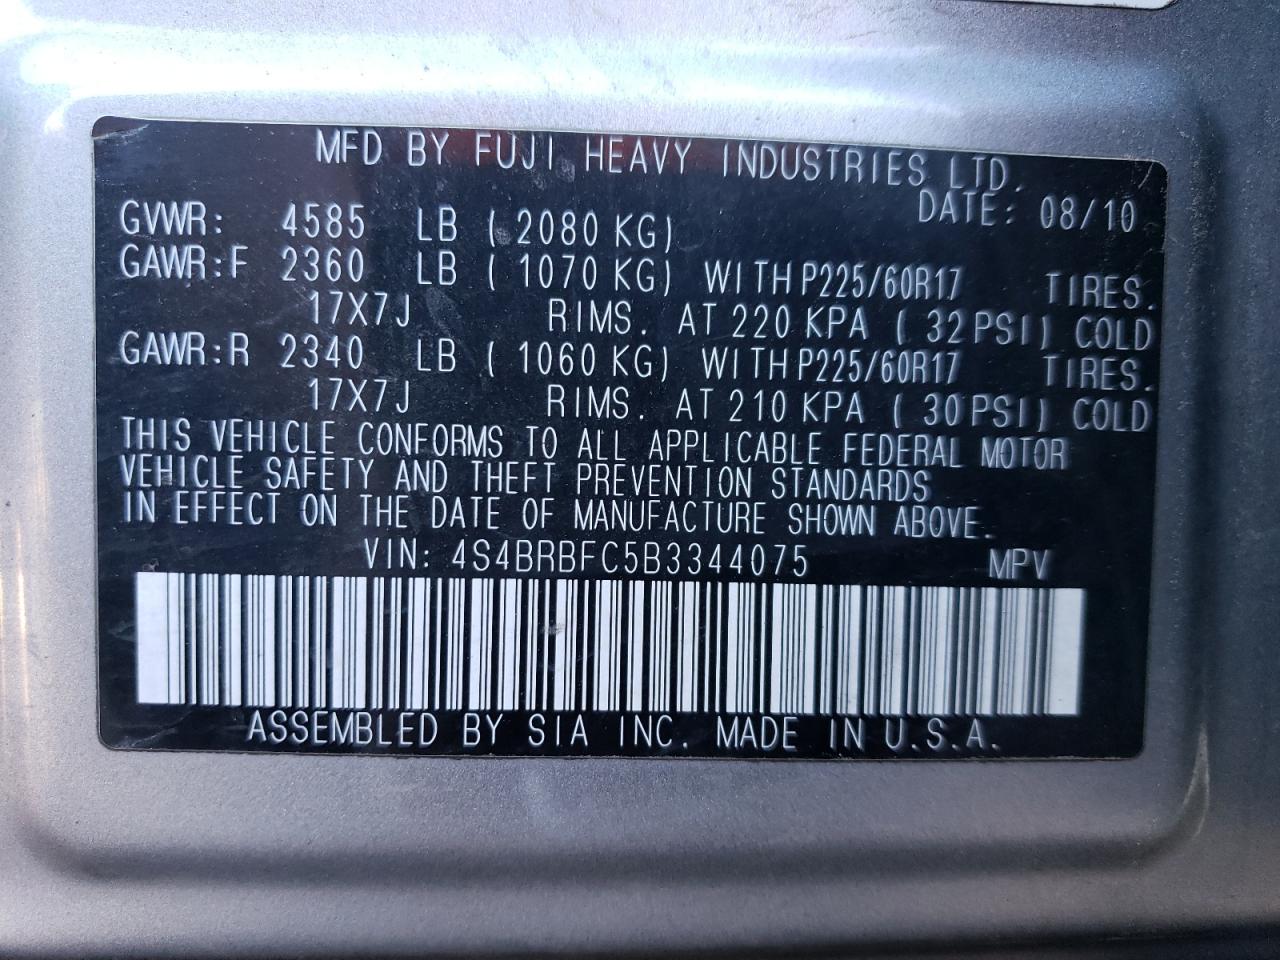 MFD BY FUJI HEAVY INDUSTRIES LTD.
DATE: 08/10
GVWR: 4585 LB ( 2080 KG)
GAWR:F 2360 LB ( 1070 KG) WITH P225/60R17 TIRES.
17X7J RIMS. AT 220 KPA ( 32 PSI) COLD
GAWR:R 2340 LB ( 1060 KG) WITH P225/60R17 TIRES.
17X7J RIMS. AT 210 KPA ( 30 PSI) COLD
THIS VEHICLE CONFORMS TO ALL APPLICABLE FEDERAL MOTOR
VEHICLE SAFETY AND THEFT PREVENTION STANDARDS
IN EFFECT ON THE DATE OF MANUFACTURE SHOWN ABOVE.
VIN: 4S4BRBFC5B3344075 MPV
ASSEMBLED BY SIA INC. MADE IN U.S.A.